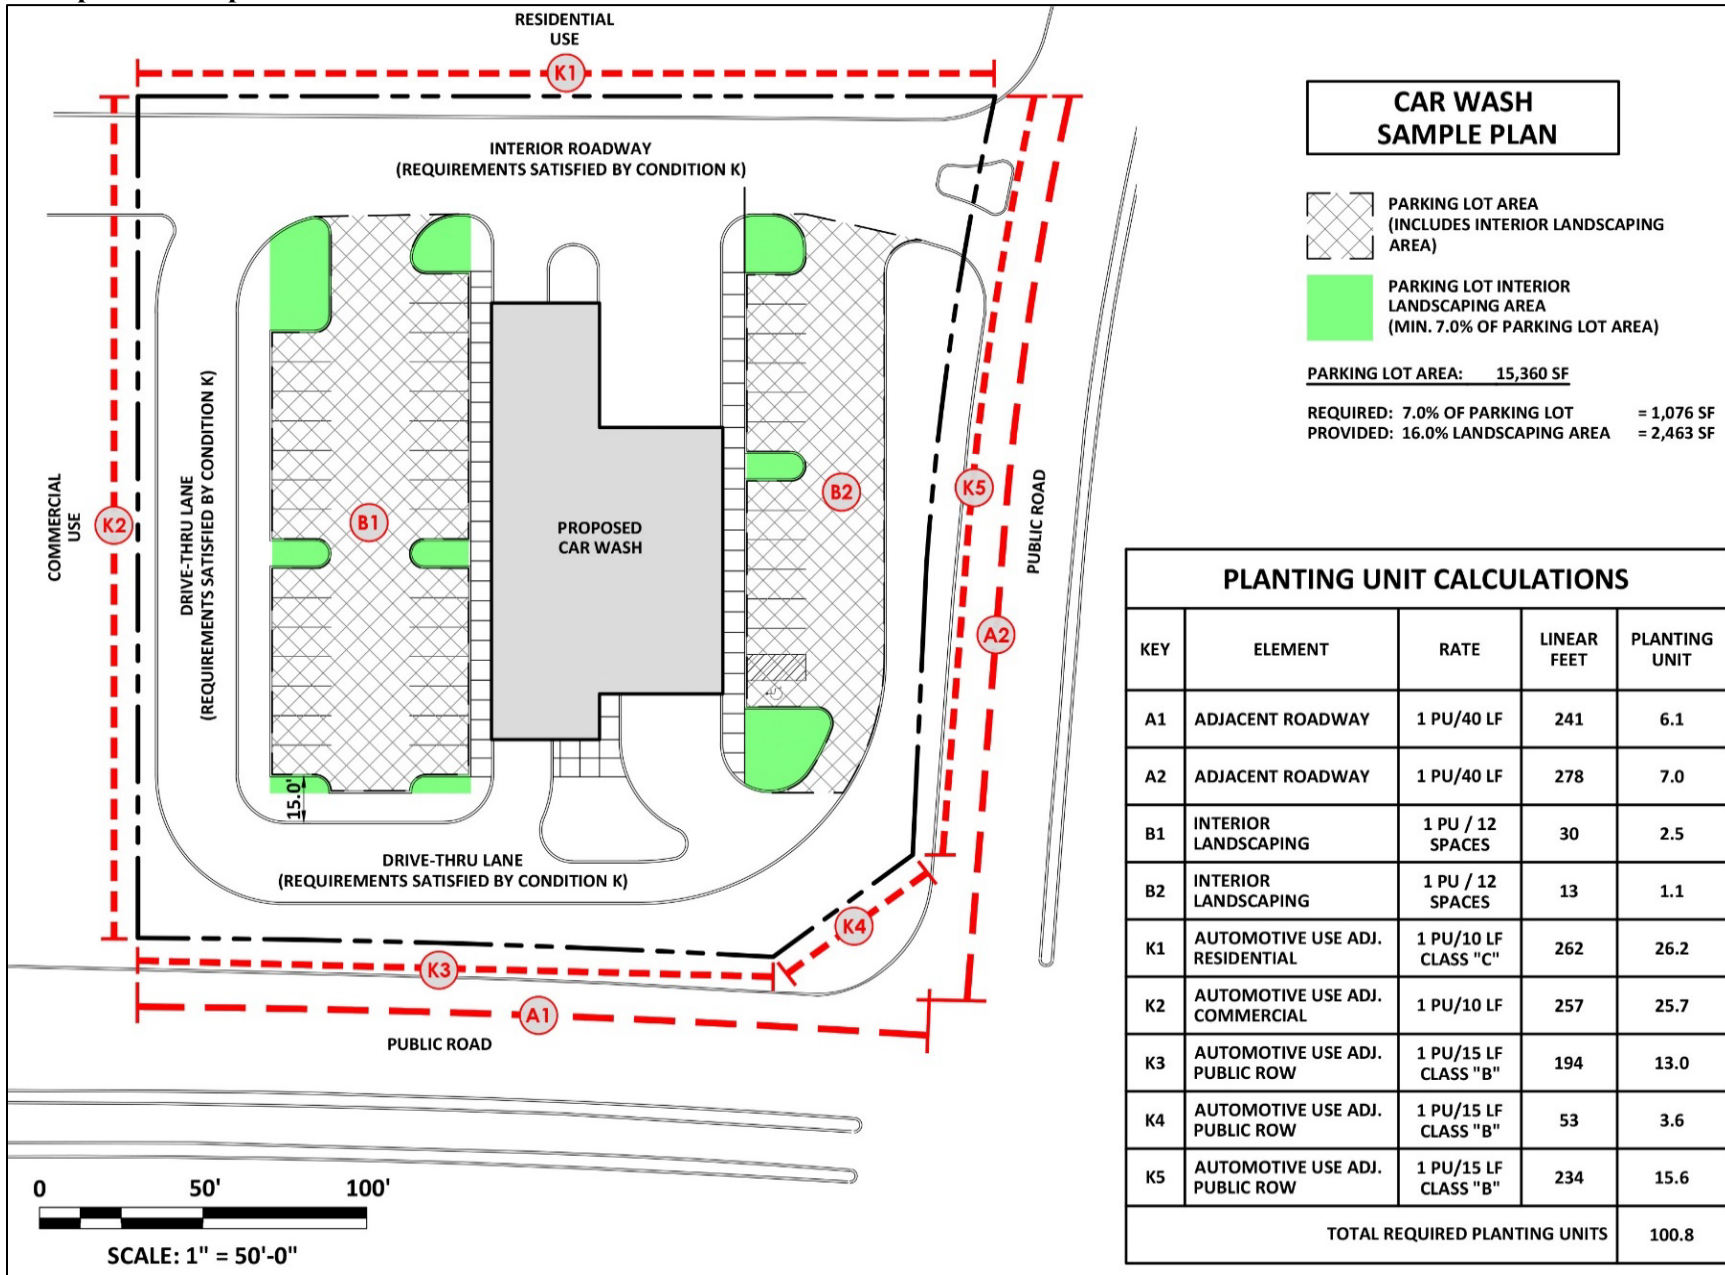 RESIDENTIAL
USE
K1
INTERIOR ROADWAY
(REQUIREMENTS SATISFIED BY CONDITION K)
COMMERCIAL
USE
K2
DRIVE-THRU LANE
(REQUIREMENTS SATISFIED BY CONDITION K)
B1
PROPOSED
CAR WASH
B2
K5
A2
PUBLIC ROAD
15.0'
DRIVE-THRU LANE
(REQUIREMENTS SATISFIED BY CONDITION K)
K4
K3
A1
PUBLIC ROAD
0 50' 100'
SCALE: 1" = 50'-0"
CAR WASH
SAMPLE PLAN
PARKING LOT AREA
(INCLUDES INTERIOR LANDSCAPING
AREA)
PARKING LOT INTERIOR
LANDSCAPING AREA
(MIN. 7.0% OF PARKING LOT AREA)
PARKING LOT AREA: 15,360 SF
REQUIRED: 7.0% OF PARKING LOT = 1,076 SF
PROVIDED: 16.0% LANDSCAPING AREA = 2,463 SF
PLANTING UNIT CALCULATIONS
KEY ELEMENT RATE LINEAR FEET PLANTING UNIT
A1 ADJACENT ROADWAY 1 PU/40 LF 241 6.1
A2 ADJACENT ROADWAY 1 PU/40 LF 278 7.0
B1 INTERIOR LANDSCAPING 1 PU / 12 SPACES 30 2.5
B2 INTERIOR LANDSCAPING 1 PU / 12 SPACES 13 1.1
K1 AUTOMOTIVE USE ADJ. RESIDENTIAL 1 PU/10 LF CLASS "C" 262 26.2
K2 AUTOMOTIVE USE ADJ. COMMERCIAL 1 PU/10 LF 257 25.7
K3 AUTOMOTIVE USE ADJ. PUBLIC ROW 1 PU/15 LF CLASS "B" 194 13.0
K4 AUTOMOTIVE USE ADJ. PUBLIC ROW 1 PU/15 LF CLASS "B" 53 3.6
K5 AUTOMOTIVE USE ADJ. PUBLIC ROW 1 PU/15 LF CLASS "B" 234 15.6
TOTAL REQUIRED PLANTING UNITS 100.8